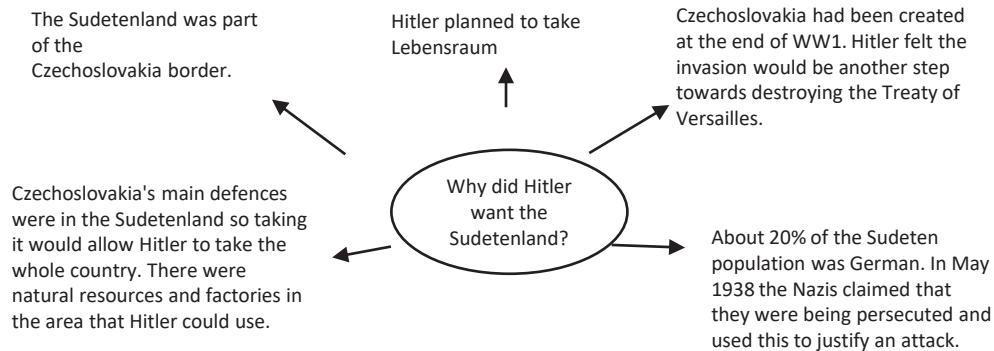 The Sudetenland was part
of the
Czechoslovakia border.
Hitler planned to take
Lebensraum
Czechoslovakia had been created
at the end of WW1. Hitler felt the
invasion would be another step
towards destroying the Treaty of
Versailles.
Why did Hitler
want the
Sudetenland?
Czechoslovakia's main defences
were in the Sudetenland so taking
it would allow Hitler to take the
whole country. There were
natural resources and factories in
the area that Hitler could use.
About 20% of the Sudeten
population was German. In May
1938 the Nazis claimed that
they were being persecuted and
used this to justify an attack.